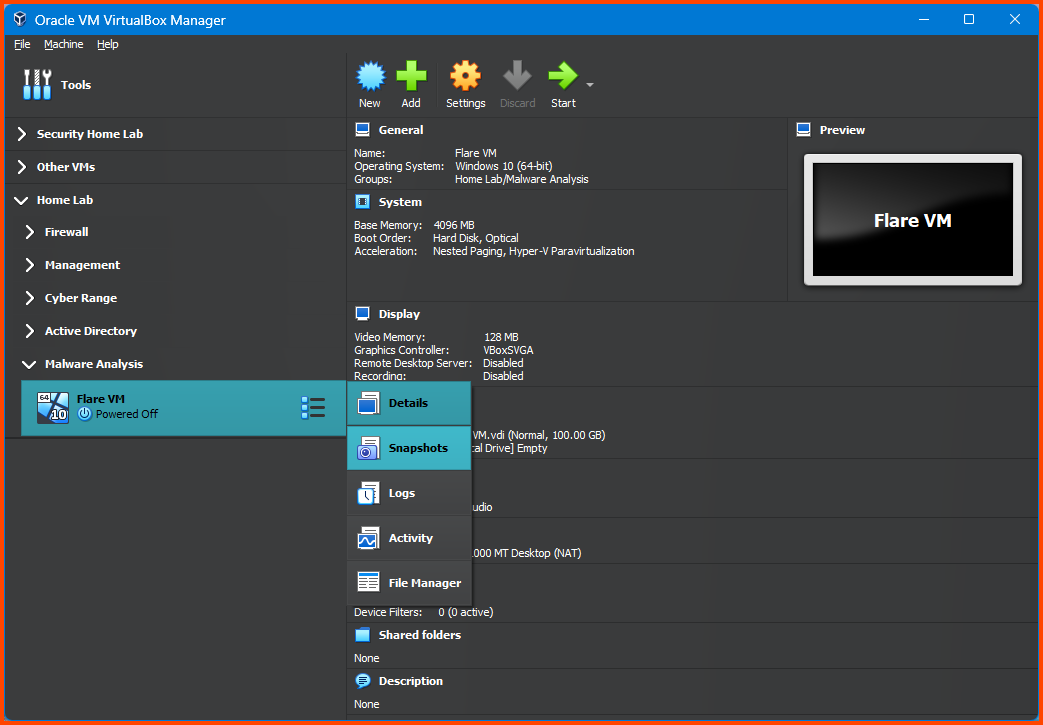 Oracle VM VirtualBox Manager
File Machine Help
Tools
New Add Settings Discard Start
Security Home Lab
Other VMs
Home Lab
Firewall
Management
Cyber Range
Active Directory
Malware Analysis
64
10
Flare VM
Powered Off
Details
Snapshots
Logs
Activity
File Manager
General
Name: Flare VM
Operating System: Windows 10 (64-bit)
Groups: Home Lab/Malware Analysis
System
Base Memory: 4096 MB
Boot Order: Hard Disk, Optical
Acceleration: Nested Paging, Hyper-V Paravirtualization
Preview
Flare VM
Display
Video Memory: 128 MB
Graphics Controller: VBoxSVGA
Remote Desktop Server: Disabled
Recording: Disabled
VM.vdi (Normal, 100.00 GB)
al Drive] Empty
udio
000 MT Desktop (NAT)
Device Filters: 0 (0 active)
Shared folders
None
Description
None